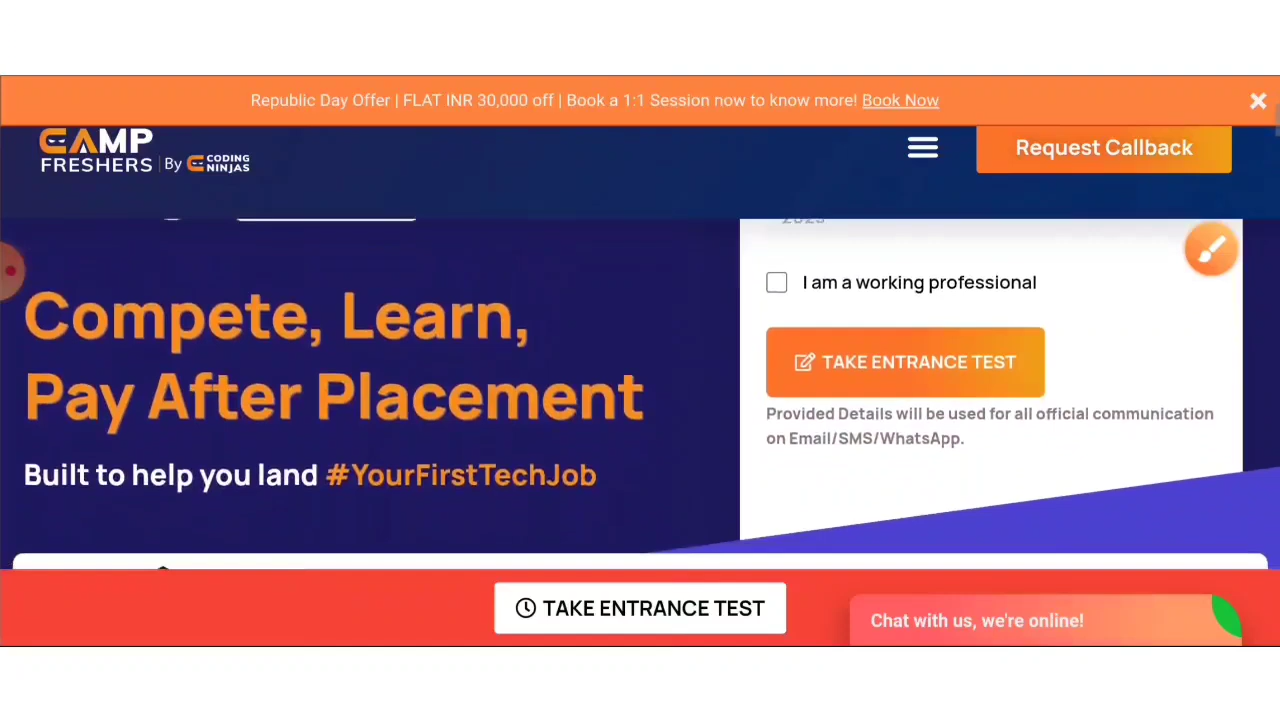 Republic Day Offer | FLAT INR 30,000 off | Book a 1:1 Session now to know more! Book Now
CAMP
FRESHERS | By CODING NINJAS
Request Callback
2023
I am a working professional
Compete, Learn,
Pay After Placement
TAKE ENTRANCE TEST
Provided Details will be used for all official communication
on Email/SMS/WhatsApp.
Built to help you land #YourFirstTechJob
TAKE ENTRANCE TEST
Chat with us, we're online!